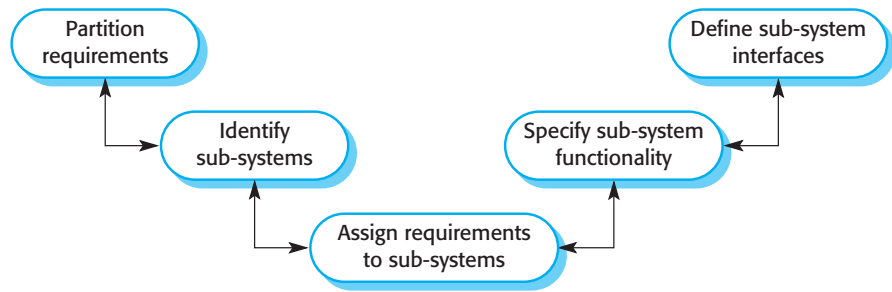 Partition
requirements
Define sub-system
interfaces
Identify
sub-systems
Specify sub-system
functionality
Assign requirements
to sub-systems